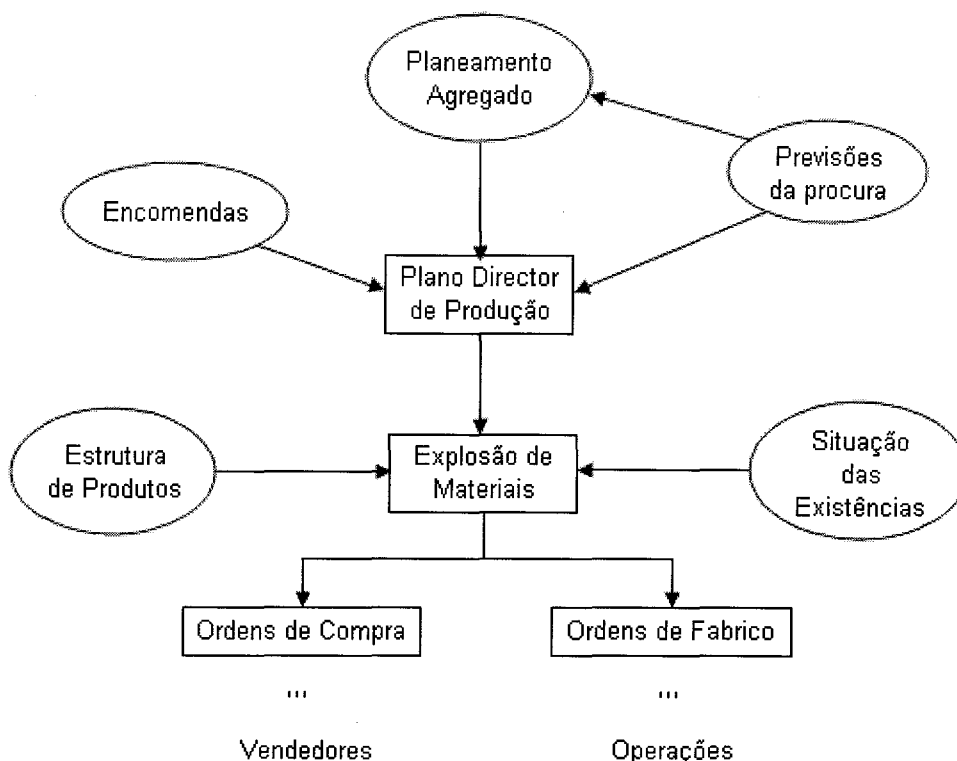 Planeamento
Agregado
Previsões
da procura
Encomendas
Plano Director
de Produção
Estrutura
de Produtos
Explosão de
Materiais
Situação
das
Existências
Ordens de Compra
Ordens de Fabrico
...
...
Vendedores
Operações